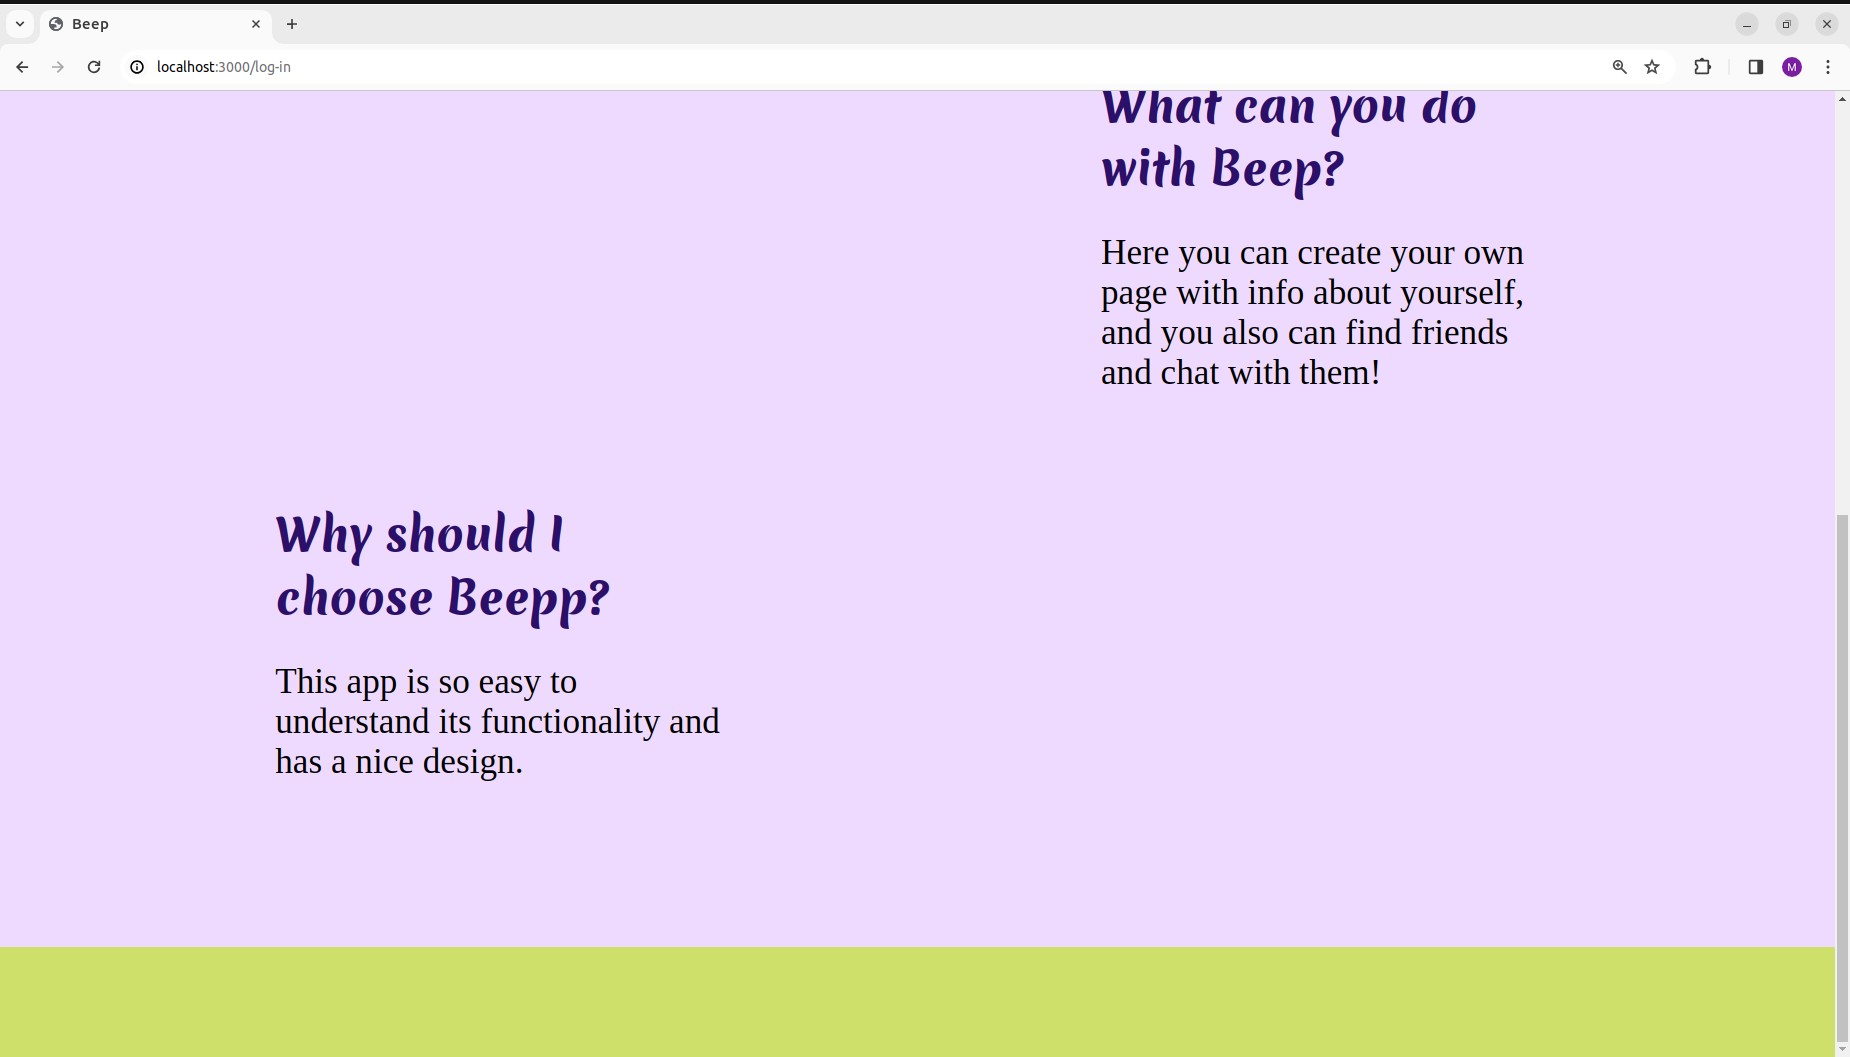 Beep
localhost:3000/log-in
M
What can you do
with Beep?
Here you can create your own
page with info about yourself,
and you also can find friends
and chat with them!
Why should I
choose Beepp?
This app is so easy to
understand its functionality and
has a nice design.